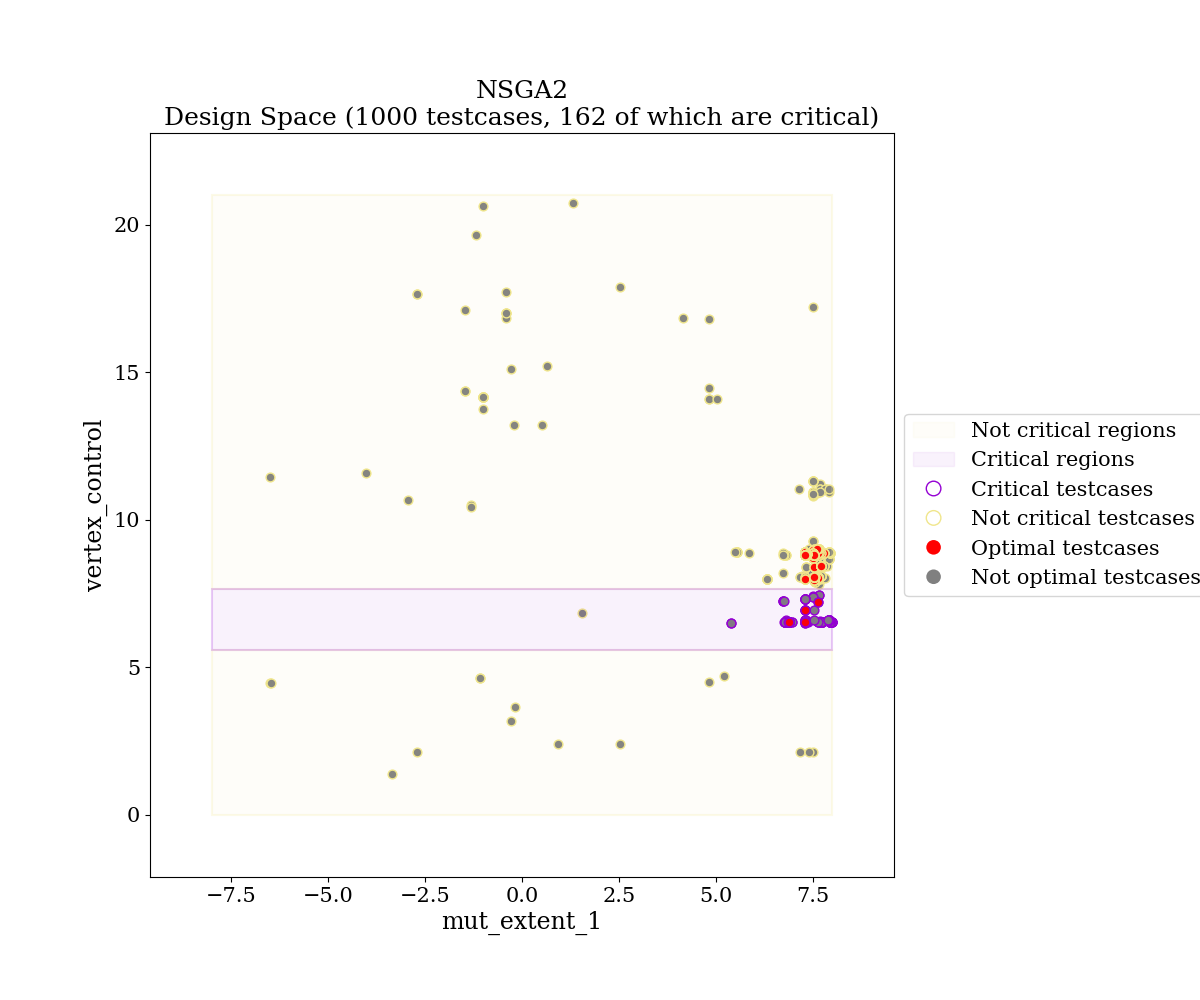 NSGA2
Design Space (1000 testcases, 162 of which are critical)
vertex_control
20
15
10
5
0
−7.5
−5.0
−2.5
0.0
2.5
5.0
7.5
mut_extent_1
Not critical regions
Critical regions
Critical testcases
Not critical testcases
Optimal testcases
Not optimal testcases